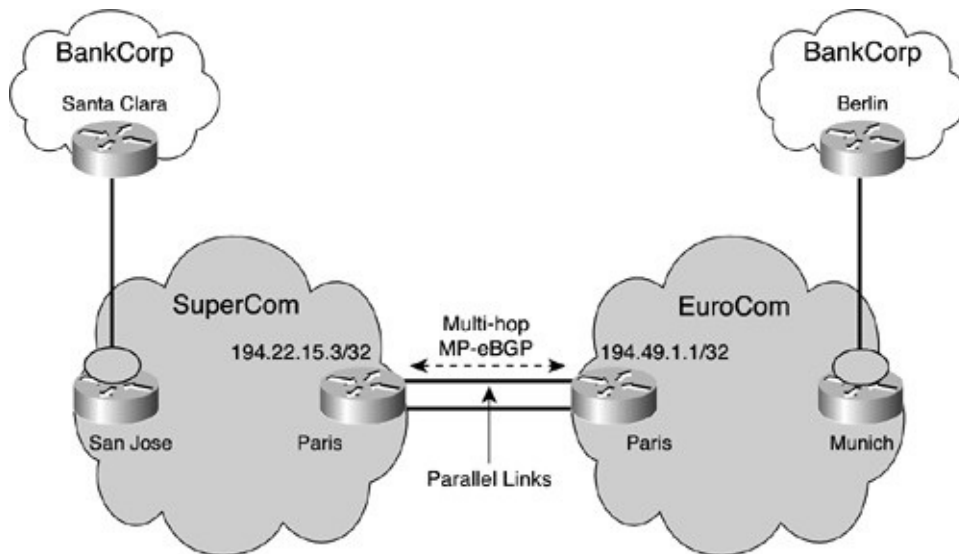 BankCorp
Santa Clara
BankCorp
Berlin
SuperCom
EuroCom
Multi-hop
MP-eBGP
194.22.15.3/32
194.49.1.1/32
San Jose
Paris
Paris
Munich
Parallel Links